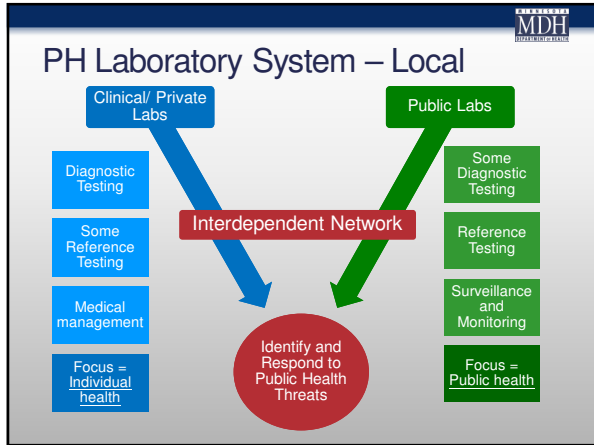 MINNESOTA
MDH
DEPARTMENT OF HEALTH
PH Laboratory System – Local
Clinical/ Private
Labs
Public Labs
Diagnostic
Testing
Some
Reference
Testing
Medical
management
Focus =
Individual
health
Interdependent Network
Identify and
Respond to
Public Health
Threats
Some
Diagnostic
Testing
Reference
Testing
Surveillance
and
Monitoring
Focus =
Public health